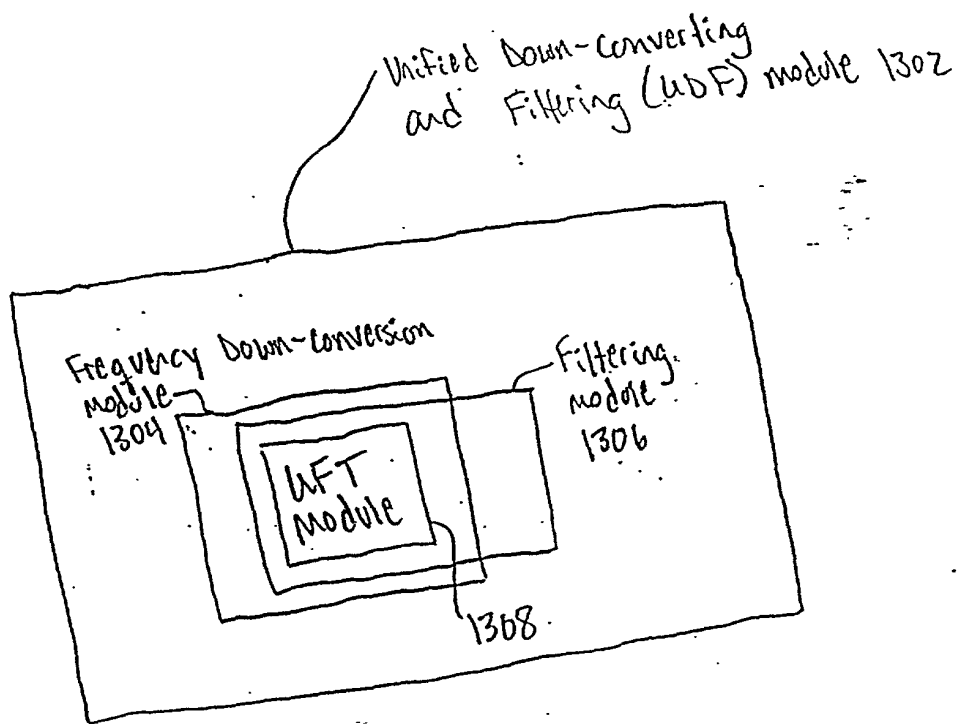 Unified Down-converting
and Filtering (UDF) module 1302
Frequency Down-conversion
module
1304
Filtering
module
1306
UFT
module
1308